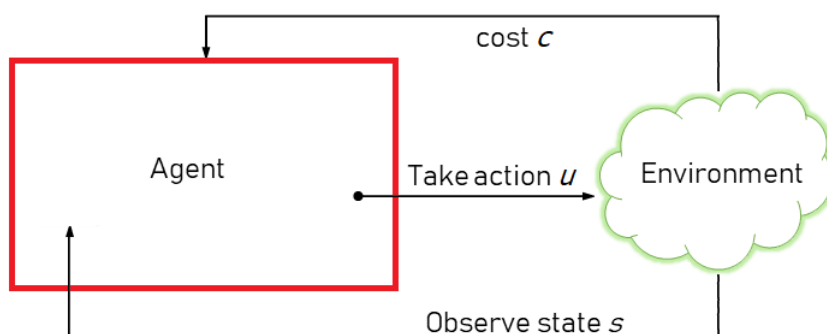 cost c
Agent
Take action u
Environment
Observe state s